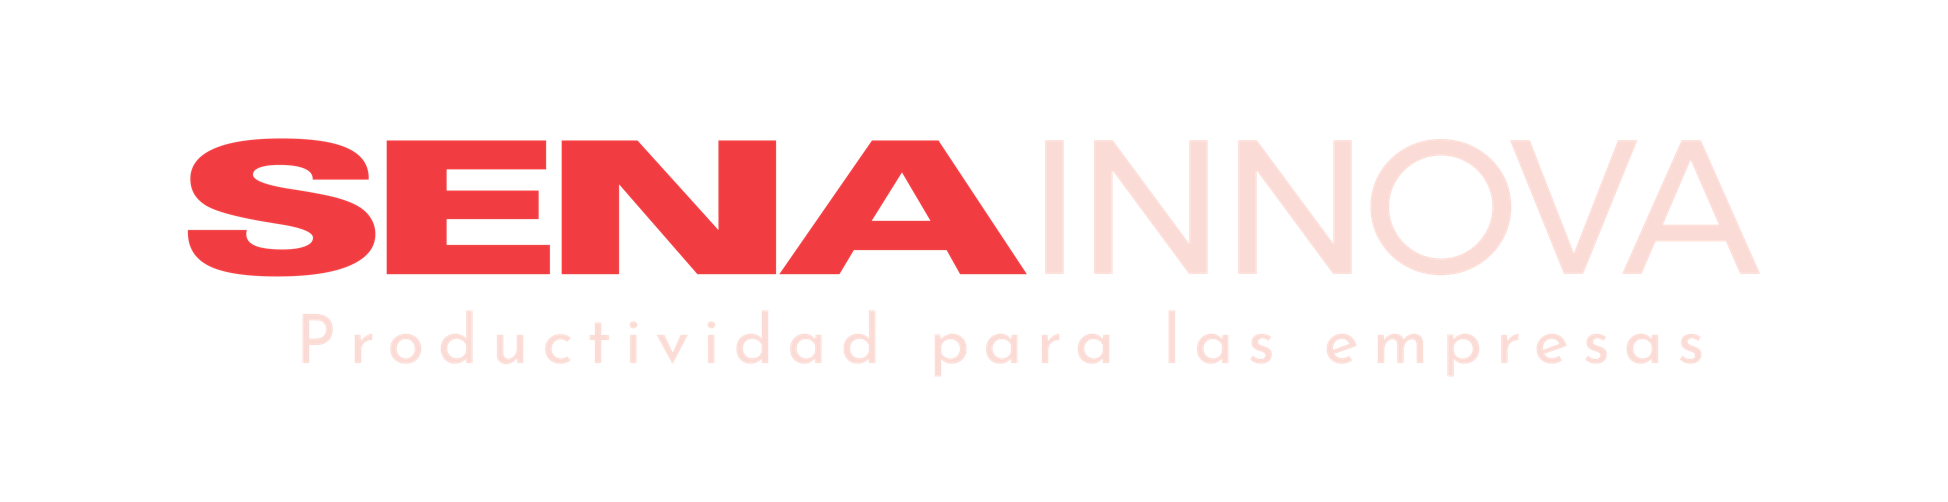 SENAINNOVA
Productividad para las empresas